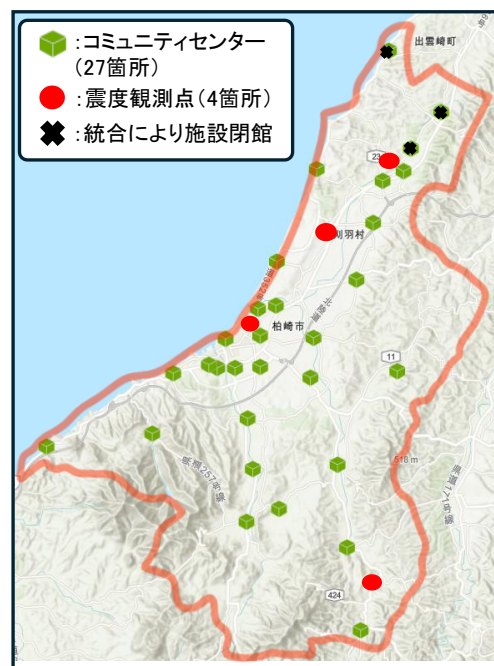 :コミュニティセンター
(27箇所)
:震度観測点(4箇所)
:統合により施設閉館
出雲崎町
刈羽村
柏崎市
11
518 m
424